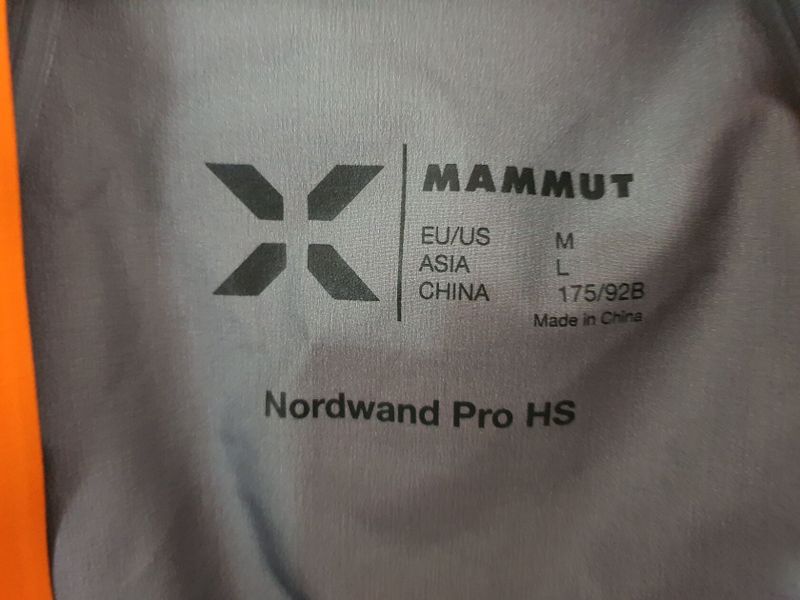 MAMMUT
EU/US M
ASIA L
CHINA 175/92B
Made in China
Nordwand Pro HS